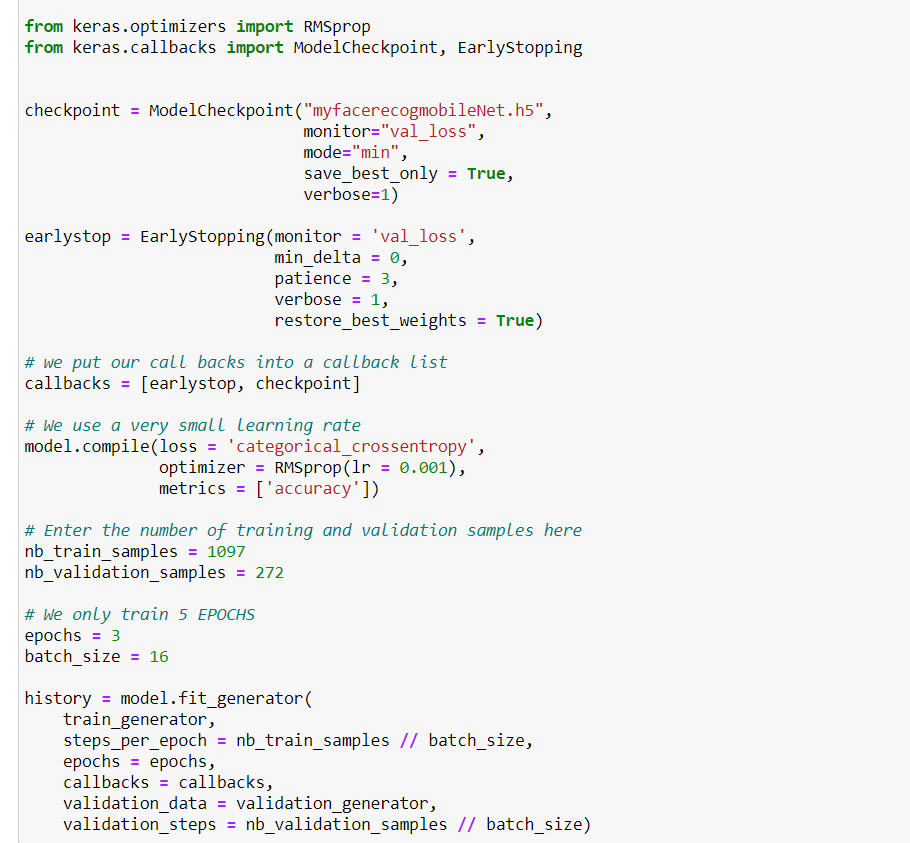 from keras.optimizers import RMSprop
from keras.callbacks import ModelCheckpoint, EarlyStopping
checkpoint = ModelCheckpoint("myfacerecogmobileNet.h5",
                             monitor="val_loss",
                             mode="min",
                             save_best_only = True,
                             verbose=1)
earlystop = EarlyStopping(monitor = 'val_loss',
                          min_delta = 0,
                          patience = 3,
                          verbose = 1,
                          restore_best_weights = True)
# we put our call backs into a callback list
callbacks = [earlystop, checkpoint]
# We use a very small learning rate
model.compile(loss = 'categorical_crossentropy',
              optimizer = RMSprop(lr = 0.001),
              metrics = ['accuracy'])
# Enter the number of training and validation samples here
nb_train_samples = 1097
nb_validation_samples = 272
# We only train 5 EPOCHS
epochs = 3
batch_size = 16
history = model.fit_generator(
    train_generator,
    steps_per_epoch = nb_train_samples // batch_size,
    epochs = epochs,
    callbacks = callbacks,
    validation_data = validation_generator,
    validation_steps = nb_validation_samples // batch_size)